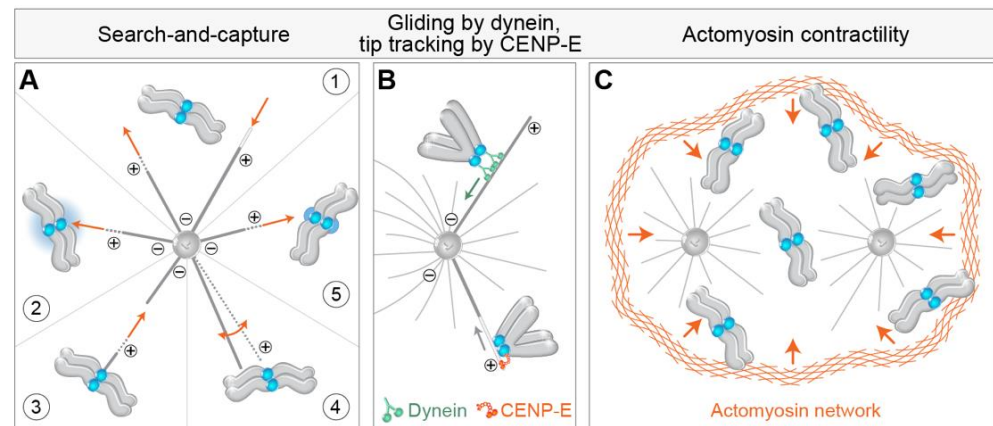 Search-and-capture
Gliding by dynein,
tip tracking by CENP-E
Actomyosin contractility
A
1
+
+
−
+
+
−
−
−
2
5
+
+
3
4
B
+
−
−
+
Dynein
CENP-E
C
Actomyosin network